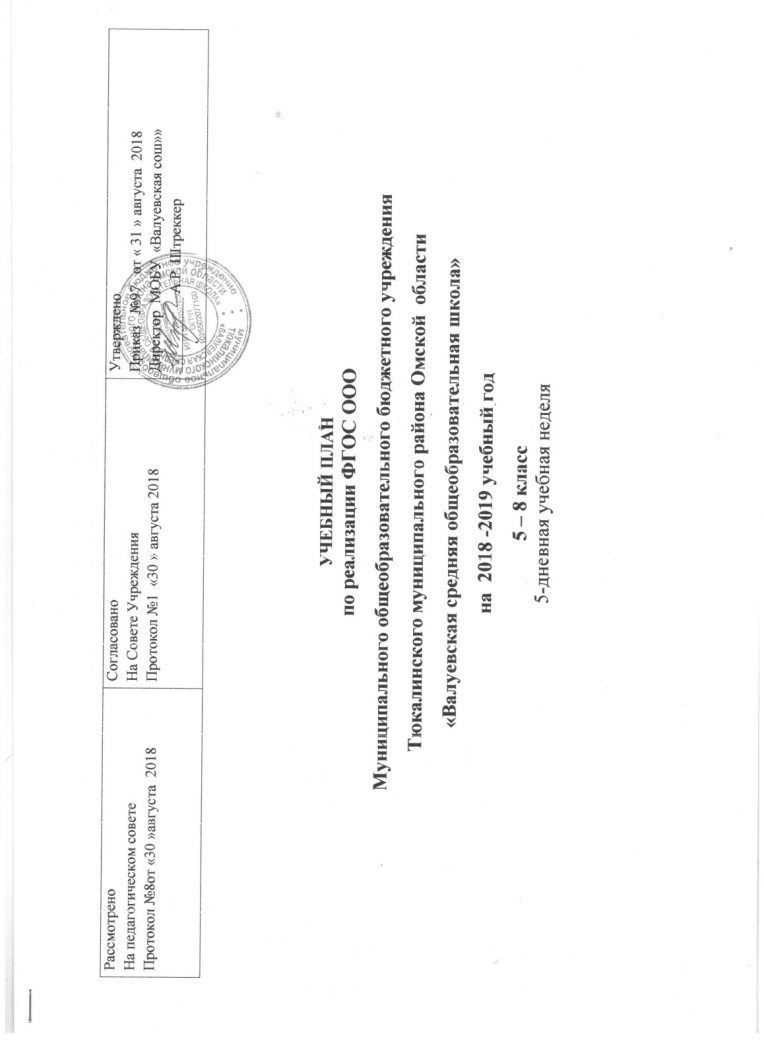 Рассмотрено
На педагогическом совете
Протокол №8от «30 »августа 2018
Согласовано
На Совете Учреждения
Протокол №1 «30 » августа 2018
Утверждено
Приказ №97 от « 31 » августа 2018
Директор МОБУ «Валуевская сош»»
А.Р. Штреккер
УЧЕБНЫЙ ПЛАН
по реализации ФГОС ООО
Муниципального общеобразовательного бюджетного учреждения
Тюкалинского муниципального района Омской области
«Валуевская средняя общеобразовательная школа»
на 2018 -2019 учебный год
5 – 8 класс
5-дневная учебная неделя